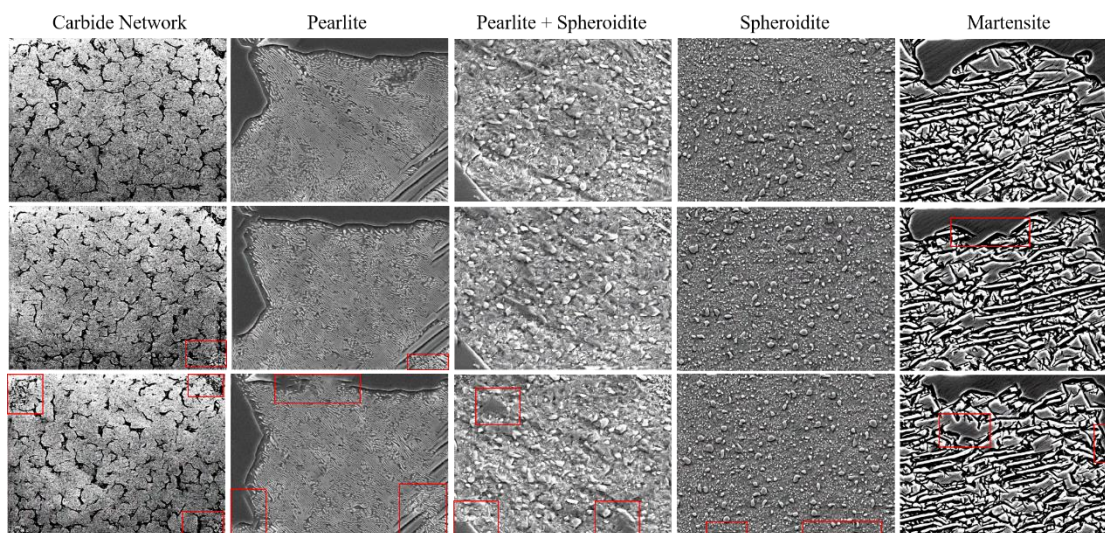 Carbide Network
Pearlite
Pearlite + Spheroidite
Spheroidite
Martensite